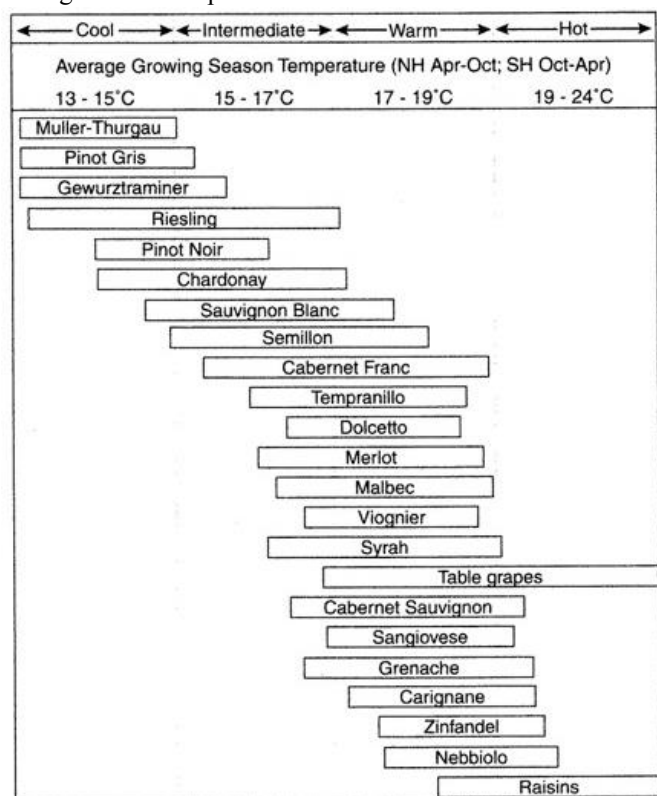 Cool Intermediate Warm Hot
Average Growing Season Temperature (NH Apr-Oct; SH Oct-Apr)
13 - 15˚C 15 - 17˚C 17 - 19˚C 19 - 24˚C
Muller-Thurgau
Pinot Gris
Gewurztraminer
Riesling
Pinot Noir
Chardonay
Sauvignon Blanc
Semillon
Cabernet Franc
Tempranillo
Dolcetto
Merlot
Malbec
Viognier
Syrah
Table grapes
Cabernet Sauvignon
Sangiovese
Grenache
Carignane
Zinfandel
Nebbiolo
Raisins